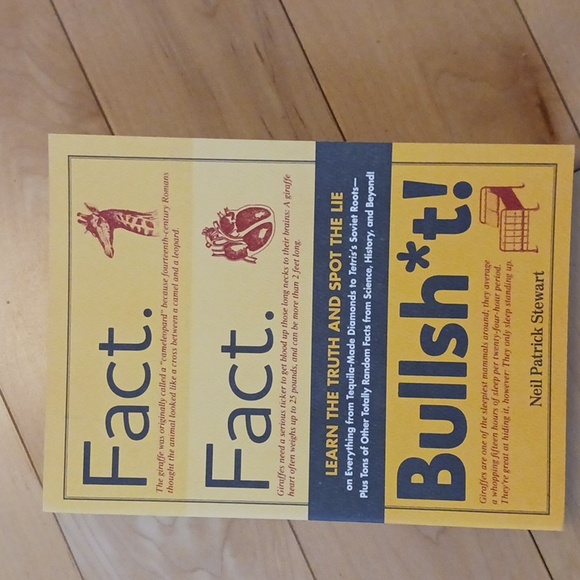 Fact.
The giraffe was originally called a "cameleopard" because fourteenth-century Romans
thought the animal looked like a cross between a camel and a leopard.
Fact.
Giraffes need a serious ticker to get blood up those long necks to their brains: A giraffe
heart often weighs up to 25 pounds, and can be more than 2 feet long.
LEARN THE TRUTH AND SPOT THE LIE
on Everything from Tequila-Made Diamonds to Tetris's Soviet Roots—
Plus Tons of Other Totally Random Facts from Science, History, and Beyond!
Bullsh*t!
Giraffes are one of the sleepiest mammals around; they average
a whopping fifteen hours of sleep per twenty-four-hour period.
They're great at hiding it, however: They only sleep standing up.
Neil Patrick Stewart